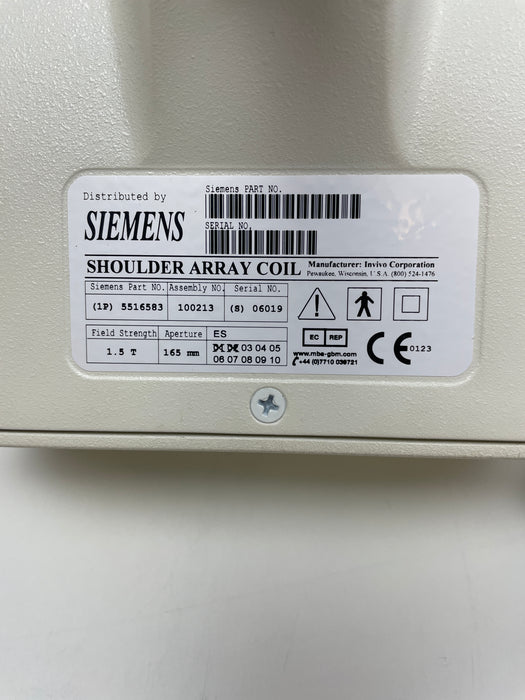 Distributed by
SIEMENS
Siemens PART NO.
SERIAL NO.
SHOULDER ARRAY COIL
Manufacturer: Invivo Corporation
Pewaukee, Wisconsin, U.S.A. (800) 524-1476
Siemens Part No. Assembly No. Serial No.
(1P) 5516583 100213 (S) 06019
Field Strength Aperture ES
1.5 T 165 mm
03 04 05
06 07 08 09 10
EC REP
www.mbe-gbm.com
+44 (0)7710 039721
CE 0123